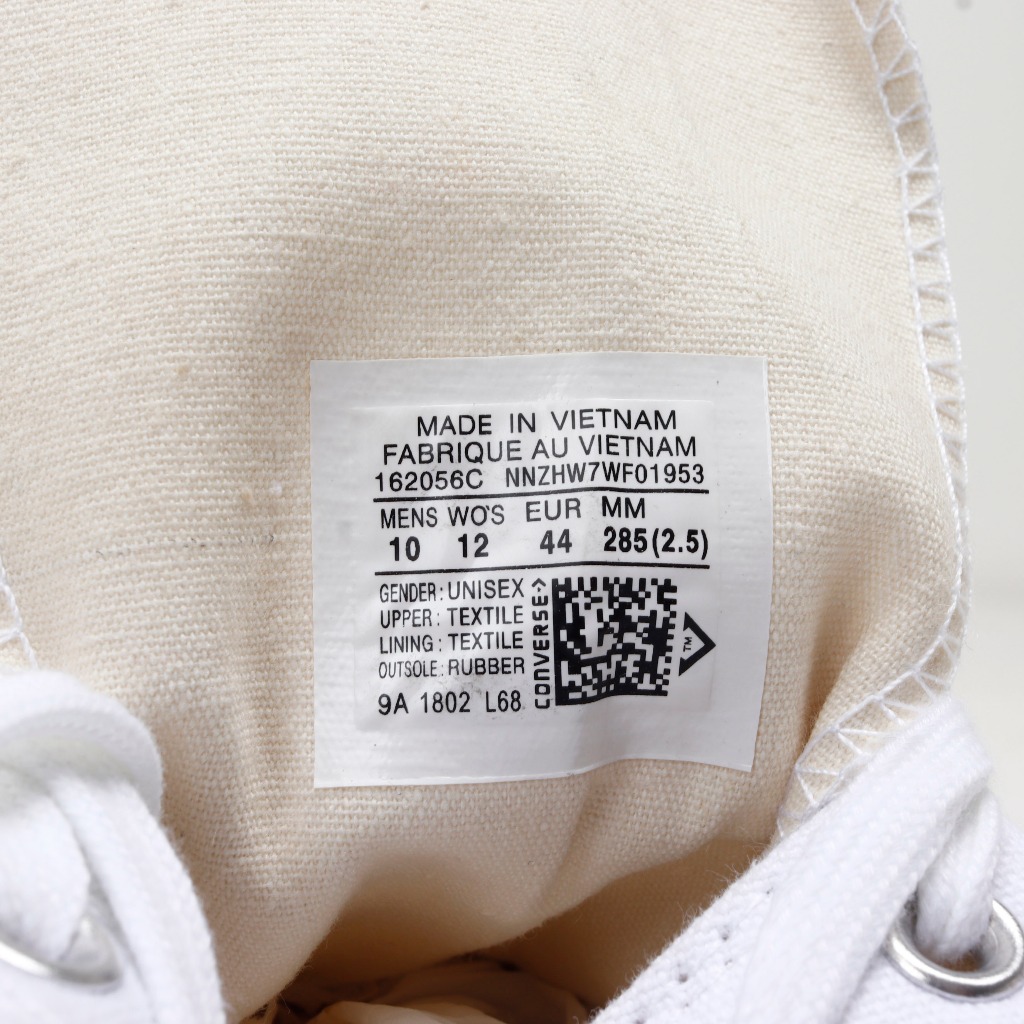 MADE IN VIETNAM
FABRIQUE AU VIETNAM
162056C NNZHW7WF01953
MENS WO'S EUR MM
10 12 44 285(2.5)
GENDER: UNISEX
UPPER: TEXTILE
LINING: TEXTILE
OUTSOLE: RUBBER
9A 1802 L68
CONVERSE
TM